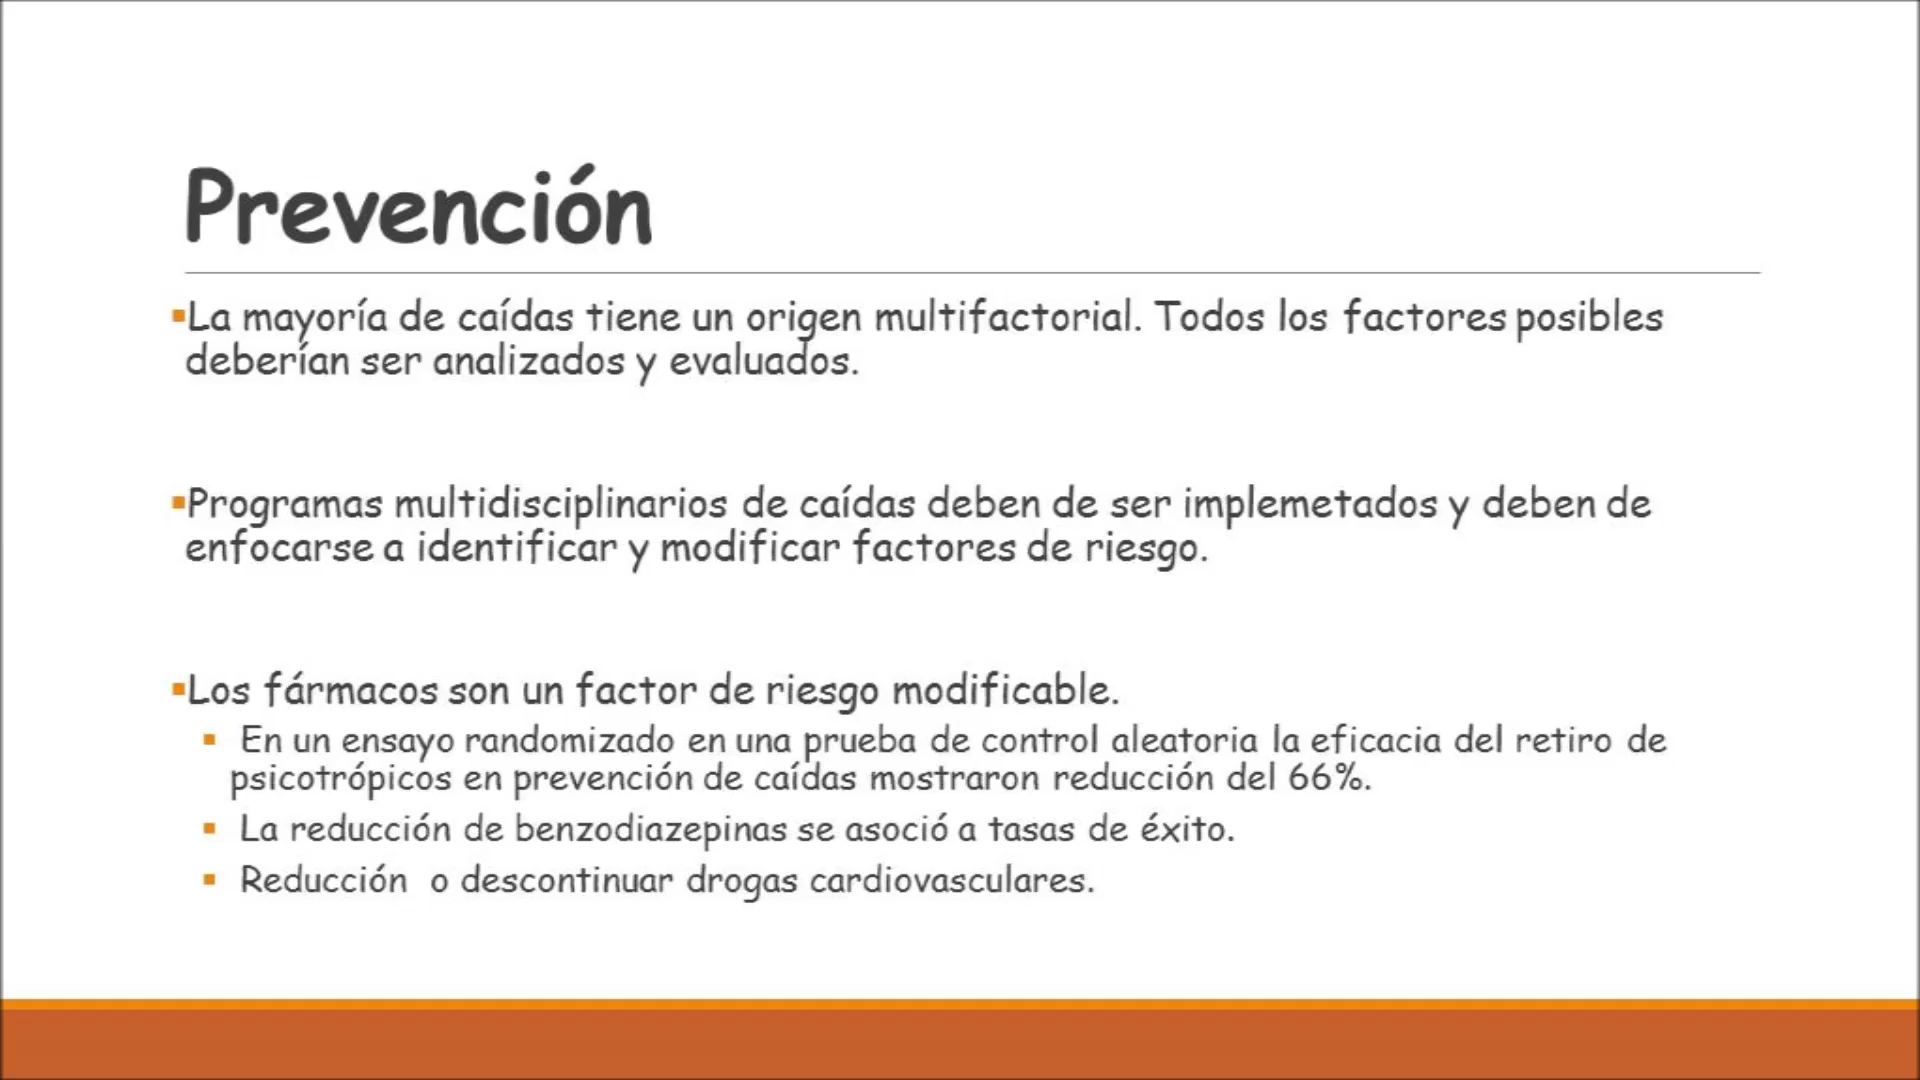 Prevención
▪La mayoría de caídas tiene un origen multifactorial. Todos los factores posibles
deberían ser analizados y evaluados.
▪Programas multidisciplinarios de caídas deben de ser implemetados y deben de
enfocarse a identificar y modificar factores de riesgo.
▪Los fármacos son un factor de riesgo modificable.
▪ En un ensayo randomizado en una prueba de control aleatoria la eficacia del retiro de
psicotrópicos en prevención de caídas mostraron reducción del 66%.
▪ La reducción de benzodiazepinas se asoció a tasas de éxito.
▪ Reducción o descontinuar drogas cardiovasculares.